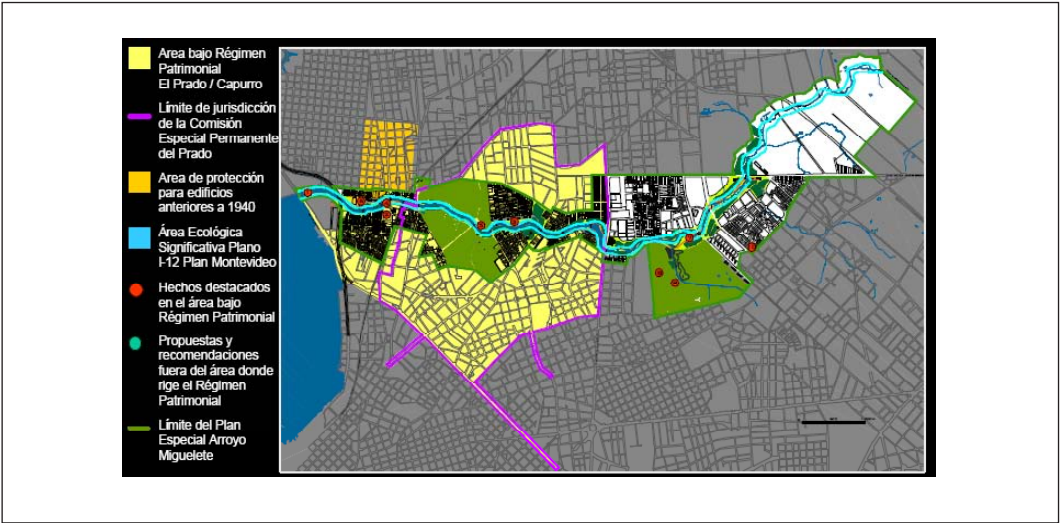 Area bajo Régimen
Patrimonial
El Prado / Capurro
Límite de jurisdicción
de la Comisión
Especial Permanente
del Prado
Area de protección
para edificios
anteriores a 1940
Área Ecológica
Significativa Plano
I-12 Plan Montevideo
Hechos destacados
en el área bajo
Régimen Patrimonial
Propuestas y
recomendaciones
fuera del área donde
rige el Régimen
Patrimonial
Límite del Plan
Especial Arroyo
Miguelete